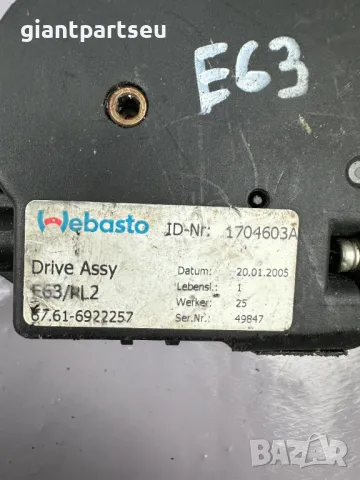 giantpartseu
E63
Webasto ID-Nr: 1704603A
Drive Assy
E63/RL2
67.61-6922257
Datum: 20.01.2005
Lebensl.: 1
Werker: 25
Ser.Nr.: 49847
bazar